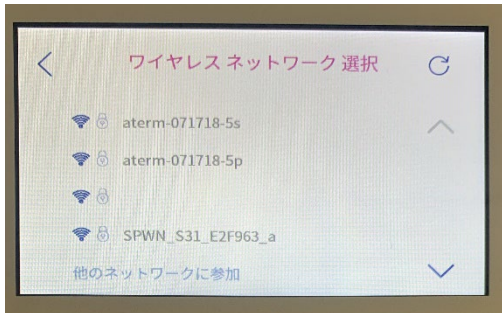 ワイヤレス ネットワーク 選択
aterm-071718-5s
aterm-071718-5p
SPWN_S31_E2F963_a
他のネットワークに参加